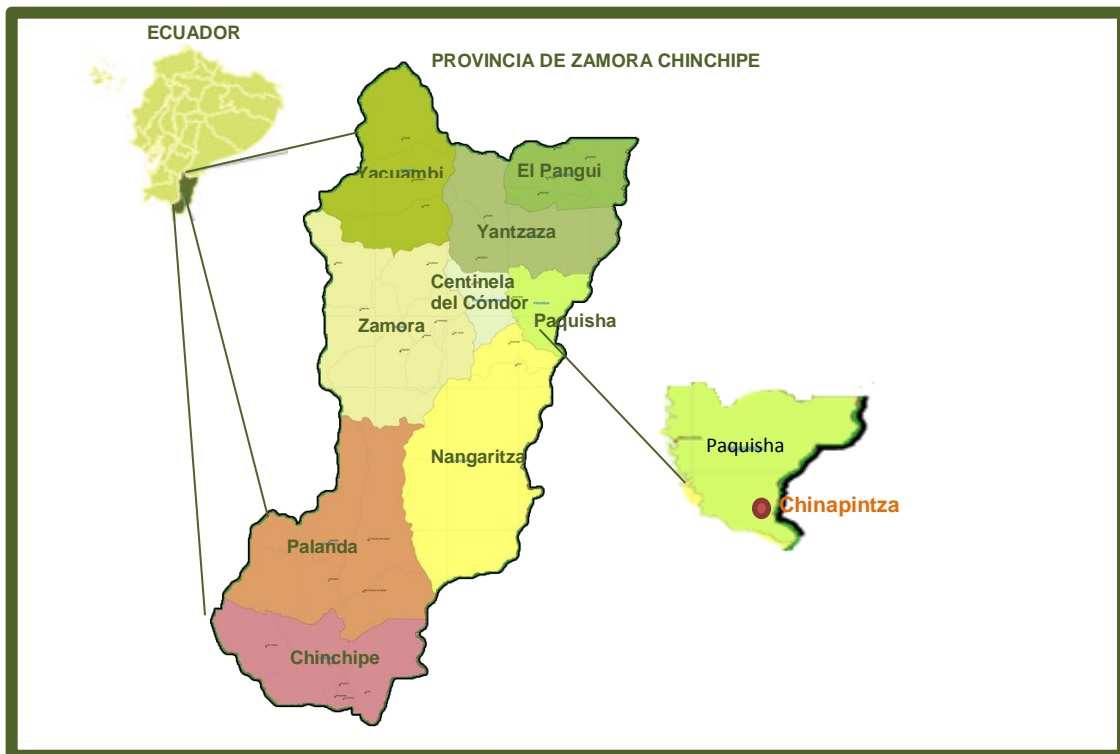 ECUADOR
PROVINCIA DE ZAMORA CHINCHIPE
Yacuambi
El Pangui
Yantzaza
Centinela
del Cóndor
Zamora
Paquisha
Nangaritza
Paquisha
Chinapintza
Palanda
Chinchipe